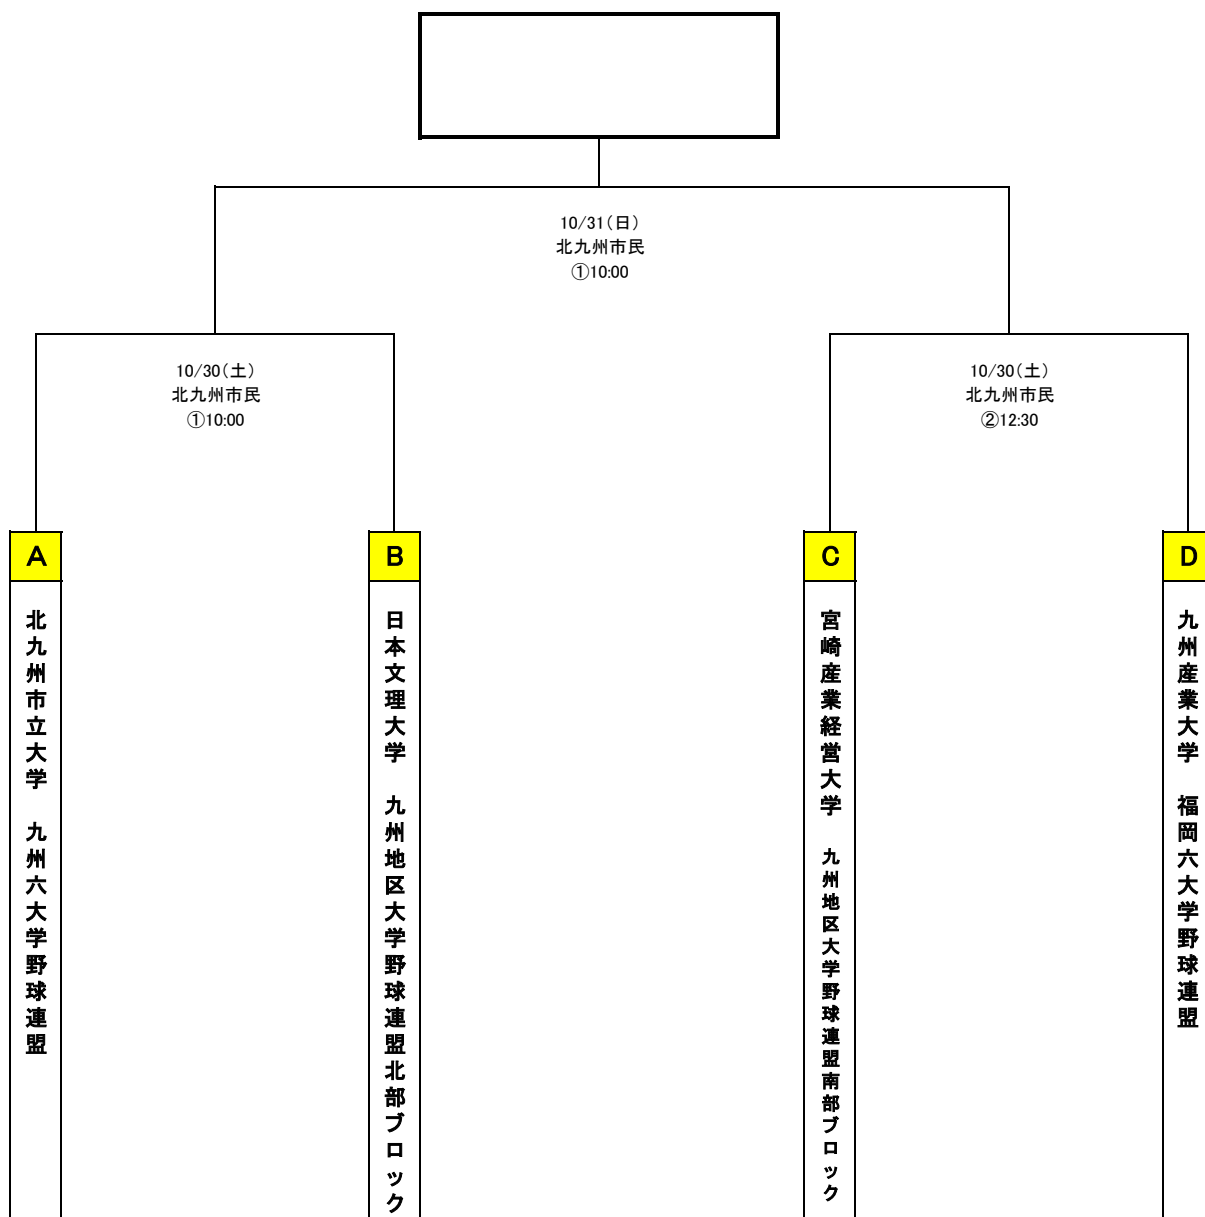 10/31(日)
北九州市民
①10:00
10/30(土)
北九州市民
①10:00
10/30(土)
北九州市民
②12:30
A
B
C
D
北九州市立大学 九州六大学野球連盟
日本文理大学 九州地区大学野球連盟北部ブロック
宮崎産業経営大学 九州地区大学野球連盟南部ブロック
九州産業大学 福岡六大学野球連盟